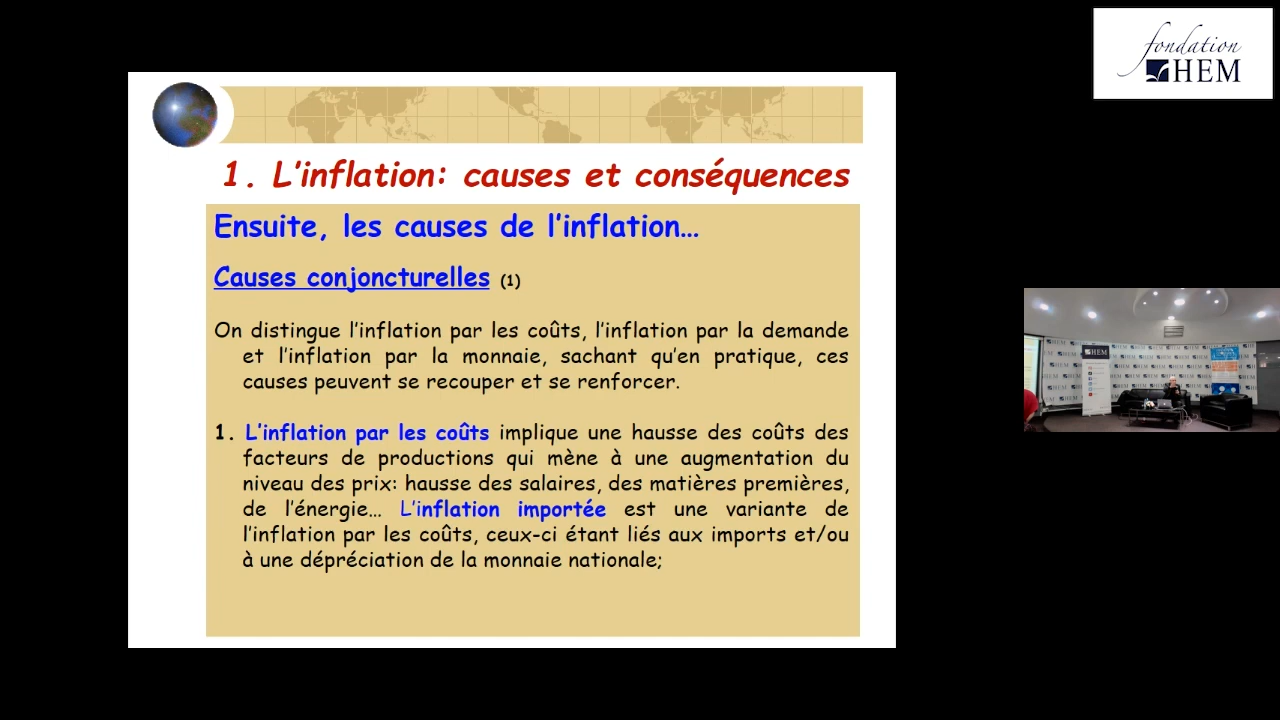 fondation
HEM
1. L'inflation: causes et conséquences
Ensuite, les causes de l'inflation…
Causes conjoncturelles (1)
On distingue l'inflation par les coûts, l'inflation par la demande
et l'inflation par la monnaie, sachant qu'en pratique, ces
causes peuvent se recouper et se renforcer.
1. L'inflation par les coûts implique une hausse des coûts des
facteurs de productions qui mène à une augmentation du
niveau des prix: hausse des salaires, des matières premières,
de l'énergie… L'inflation importée est une variante de
l'inflation par les coûts, ceux-ci étant liés aux imports et/ou
à une dépréciation de la monnaie nationale;
HEM